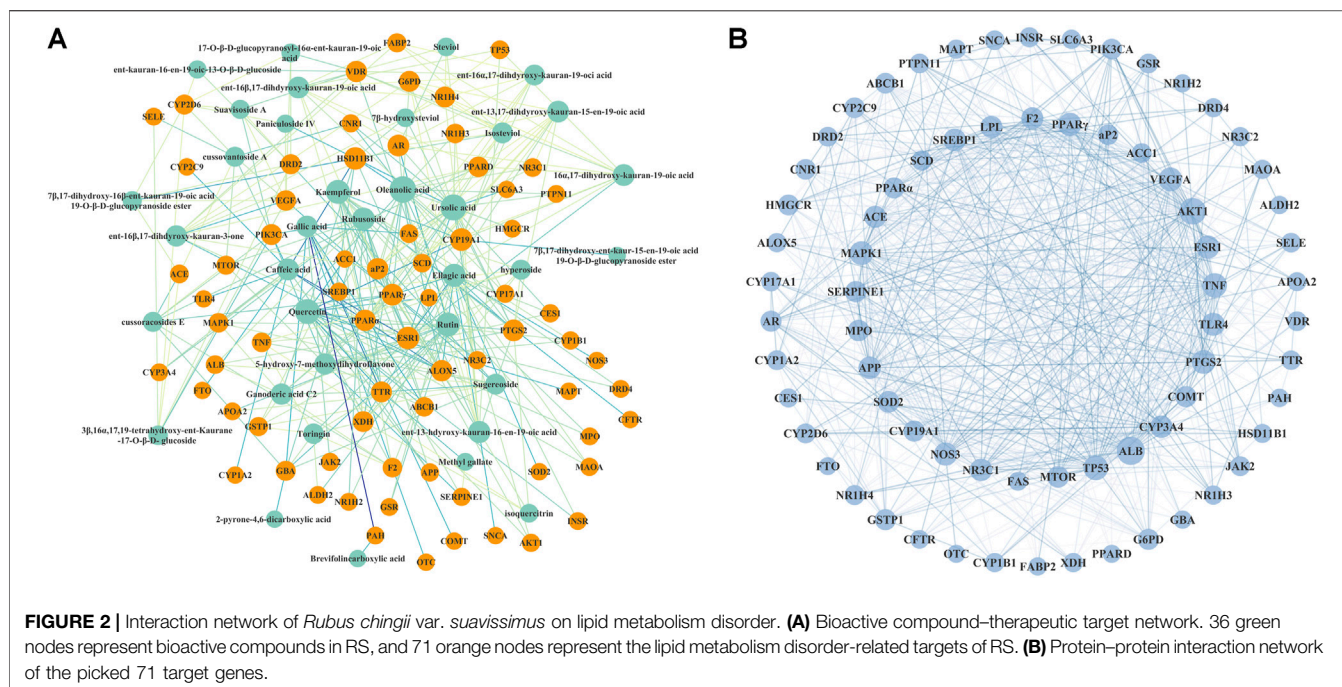 A
17-O-β-D-glucopyranosyl-16α-ent-kauran-19-oic
acid
FABP2
Steviol
TP53
ent-kauran-16-en-19-oic-13-O-β-D-glucoside
VDR
ent-16α,17-dihdyroxy-kauran-19-oci acid
ent-16β,17-dihdyroxy-kauran-19-oic acid
G6PD
NR1H4
CYP2D6
Suavisoside A
ent-13,17-dihdyroxy-kauran-15-en-19-oic acid
SELE
Paniculoside IV
CNR1
7β-hydroxysteviol
NR1H3
Isosteviol
cussovantoside A
AR
CYP2C9
DRD2
HSD11B1
PPARD
NR3C1
16α,17-dihydroxy-kauran-19-oic acid
7β,17-dihydroxy-16β-ent-kauran-19-oic acid
19-O-β-D-glucopyranoside ester
Kaempferol
Oleanolic acid
SLC6A3
PTPN11
VEGFA
Ursolic acid
Rubusoside
Gallic acid
HMGCR
ent-16β,17-dihdyroxy-kauran-3-one
PIK3CA
FAS
CYP19A1
7β,17-dihydroxy-ent-kaur-15-en-19-oic acid
19-O-β-D-glucopyranoside ester
ACE
MTOR
Caffeic acid
ACC1
aP2
SCD
Ellagic acid
hyperoside
TLR4
SREBP1
PPARγ
LPL
CYP17A1
cussoracosides E
MAPK1
Quercetin
PPARα
Rutin
CES1
PTGS2
TNF
ESR1
CYP1B1
CYP3A4
ALB
5-hydroxy-7-methoxydihydroflavone
ALOX5
NR3C2
NOS3
FTO
Ganoderic acid C2
TTR
Sugereoside
MAPT
DRD4
APOA2
ABCB1
CFTR
3β,16α,17,19-tetrahydroxy-ent-Kaurane
-17-O-β-D- glucoside
GSTP1
Toringin
XDH
ent-13-hdyroxy-kauran-16-en-19-oic acid
MPO
CYP1A2
GBA
JAK2
F2
APP
Methyl gallate
SOD2
MAOA
ALDH2
NR1H2
GSR
SERPINE1
2-pyrone-4,6-dicarboxylic acid
isoquercitrin
INSR
PAH
COMT
SNCA
AKT1
Brevifolincarboxylic acid
OTC
B
SNCA
INSR
SLC6A3
MAPT
PIK3CA
PTPN11
GSR
ABCB1
NR1H2
CYP2C9
DRD4
DRD2
NR3C2
CNR1
MAOA
HMGCR
ALDH2
ALOX5
SELE
CYP17A1
APOA2
AR
VDR
CYP1A2
TTR
CES1
PAH
CYP2D6
HSD11B1
FTO
JAK2
NR1H4
NR1H3
GSTP1
GBA
CFTR
G6PD
OTC
PPARD
CYP1B1
XDH
FABP2
F2
PPARγ
LPL
aP2
SREBP1
ACC1
SCD
VEGFA
PPARα
AKT1
ACE
ESR1
MAPK1
TNF
SERPINE1
TLR4
MPO
PTGS2
APP
COMT
SOD2
CYP3A4
CYP19A1
ALB
NOS3
TP53
NR3C1
MTOR
FAS
FIGURE 2 | Interaction network of Rubus chingii var. suavissimus on lipid metabolism disorder. (A) Bioactive compound–therapeutic target network. 36 green
nodes represent bioactive compounds in RS, and 71 orange nodes represent the lipid metabolism disorder-related targets of RS. (B) Protein–protein interaction network
of the picked 71 target genes.